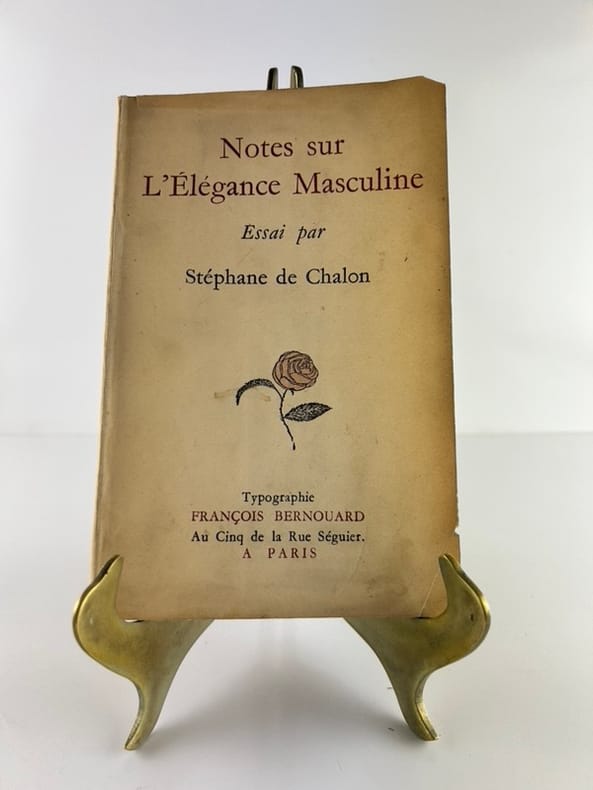 Notes sur
L'Élégance Masculine
Essai par
Stéphane de Chalon
Typographie
FRANÇOIS BERNOUARD
Au Cinq de la Rue Séguier.
A PARIS